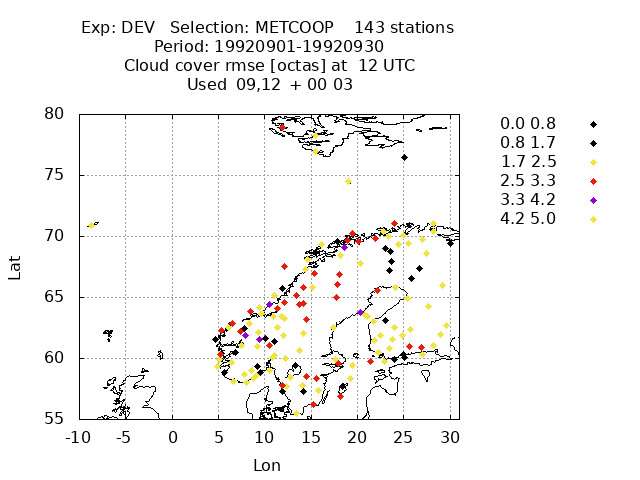 Exp: DEV   Selection: METCOOP    143 stations
Period: 19920901-19920930
Cloud cover rmse [octas] at  12 UTC
Used  09,12  + 00 03
80
75
70
65
60
55
-10 -5 0 5 10 15 20 25 30
Lat
Lon
0.0 0.8
0.8 1.7
1.7 2.5
2.5 3.3
3.3 4.2
4.2 5.0